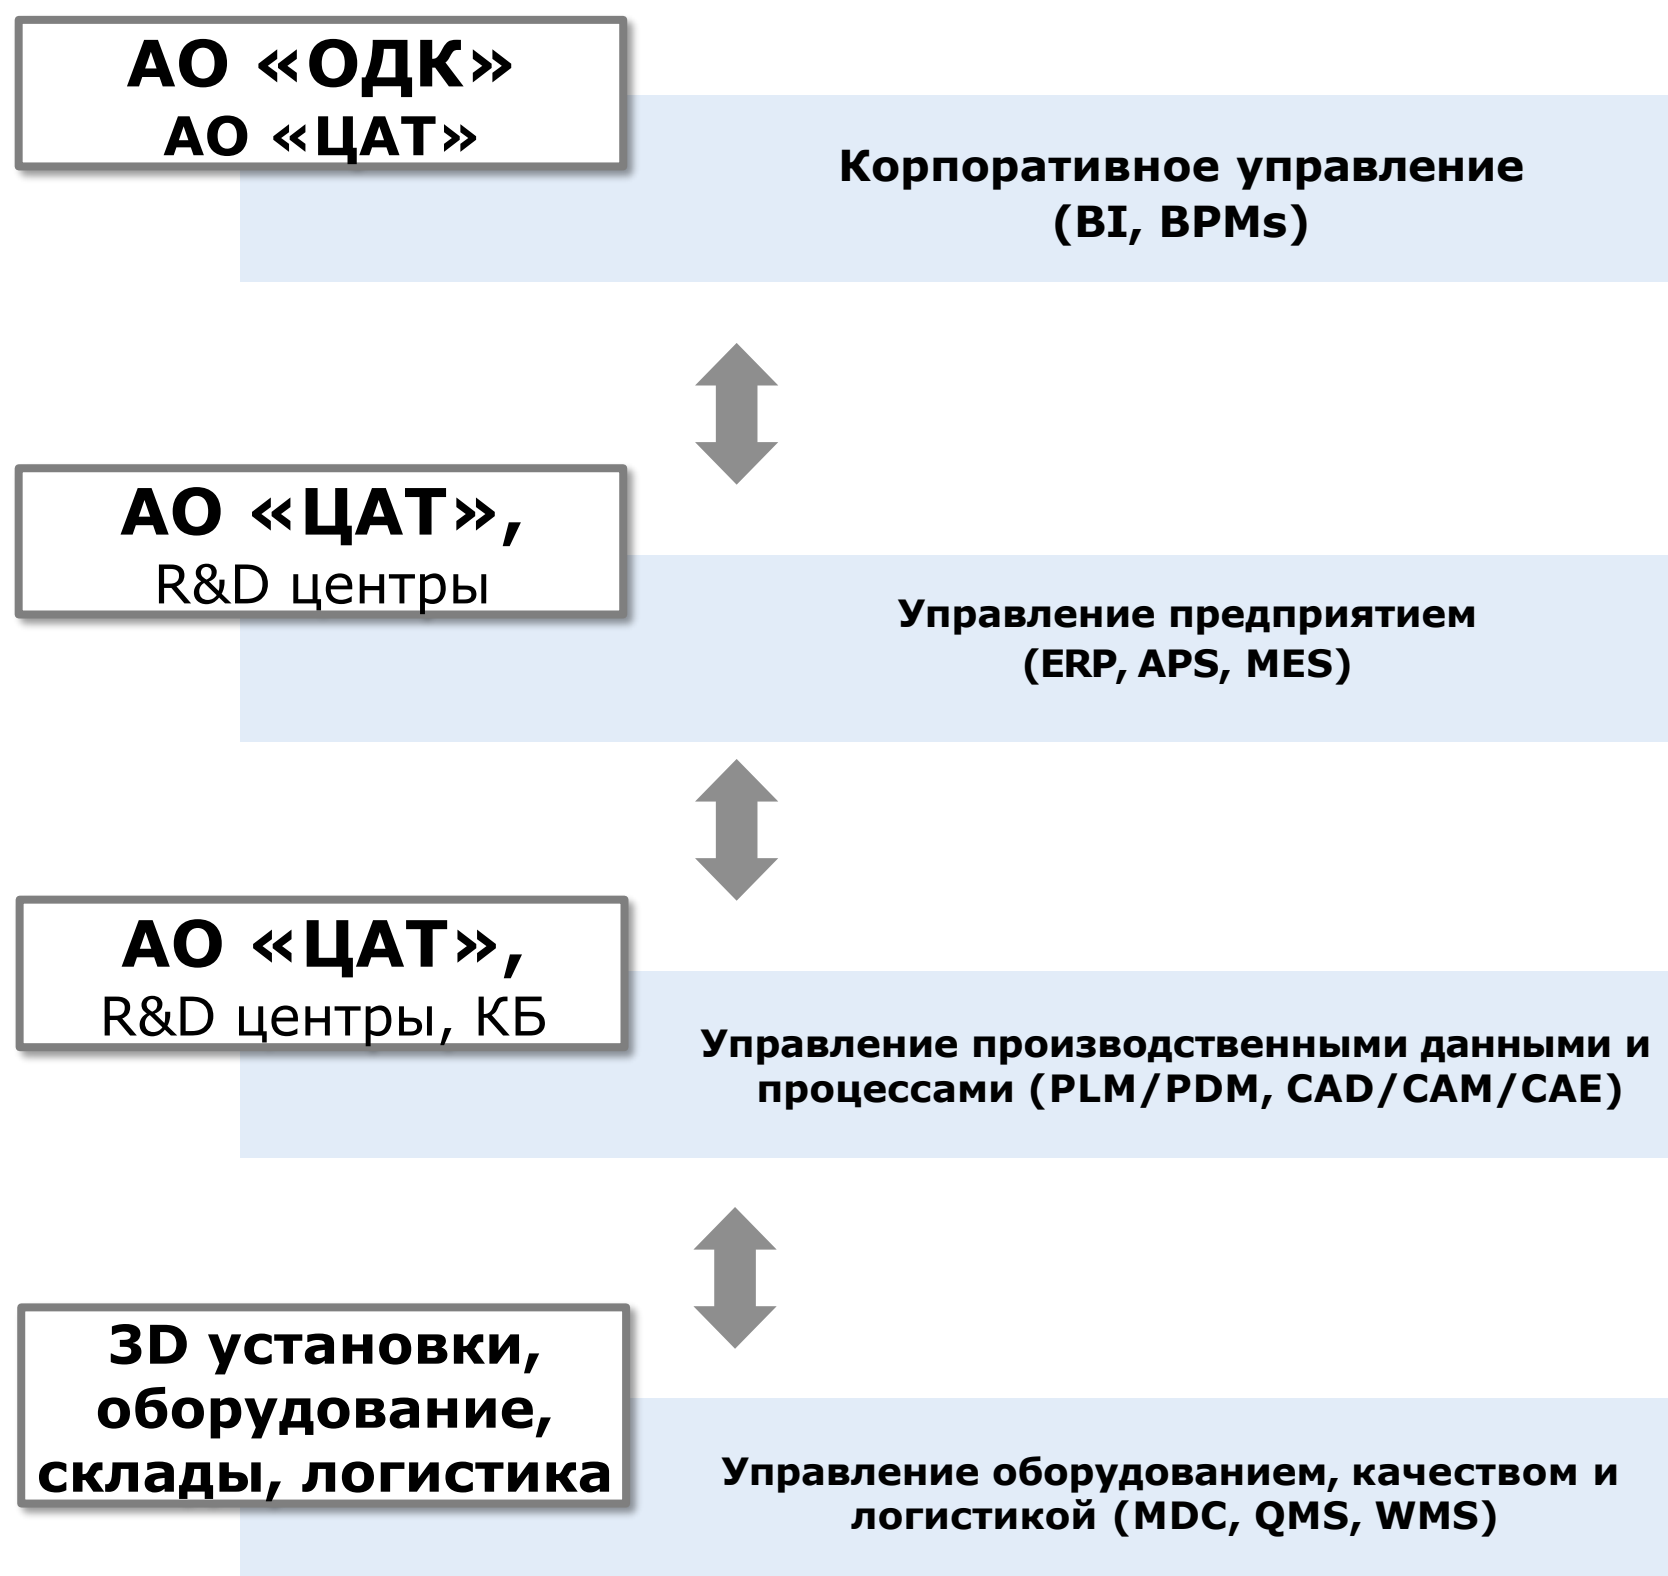 АО «ОДК»
АО «ЦАТ»
Корпоративное управление
(BI, BPMs)
АО «ЦАТ»,
R&D центры
Управление предприятием
(ERP, APS, MES)
АО «ЦАТ»,
R&D центры, КБ
Управление производственными данными и
процессами (PLM/PDM, CAD/CAM/CAE)
3D установки,
оборудование,
склады, логистика
Управление оборудованием, качеством и
логистикой (MDC, QMS, WMS)